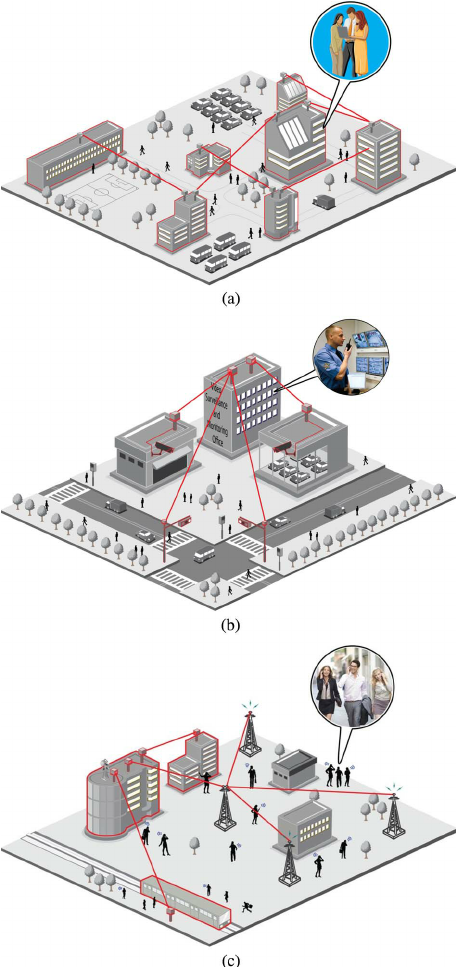 (a)
Video
Surveillance
and
Monitoring
Office
(b)
(c)